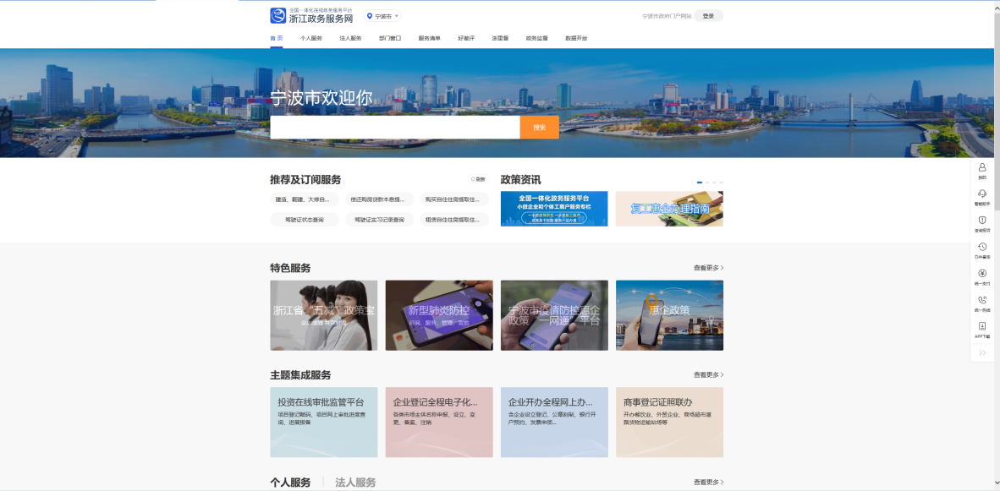 全国一体化在线政务服务平台
浙江政务服务网
宁波市
宁波市政府门户网站
登录
首页 个人服务 法人服务 部门窗口 服务清单 好差评 浙里督 政务监督 数据开放
宁波市欢迎你
搜索
推荐及订阅服务
刷新
建造、翻建、大修自... 偿还购房贷款本息提... 购买自住住房提取住...
驾驶证状态查询 驾驶证实习记录查询 租赁自住住房提取住...
政策资讯
全国一体化政务服务平台
小微企业和个体工商户服务专栏
复工惠企办理指南
我的
智能助手
咨询投诉
办件查询
统一支付
统一热线
APP下载
特色服务
查看更多
浙江省“五减”政策宝
新型肺炎防控
宁波市疫情防控惠企
政策“一网通”平台
惠企政策
主题集成服务
查看更多
投资在线审批监管平台
项目登记赋码、项目网上审批进度查
询、进展报备
企业登记全程电子化...
各类市场主体名称申报、设立、变
更、备案、注销
企业开办全程网上办...
含企业设立登记、公章刻制、银行开
户预约、发票申领...
商事登记证照联办
开办餐饮业、外贸企业、商场超市道
路货物运输站场等
个人服务
法人服务
查看更多